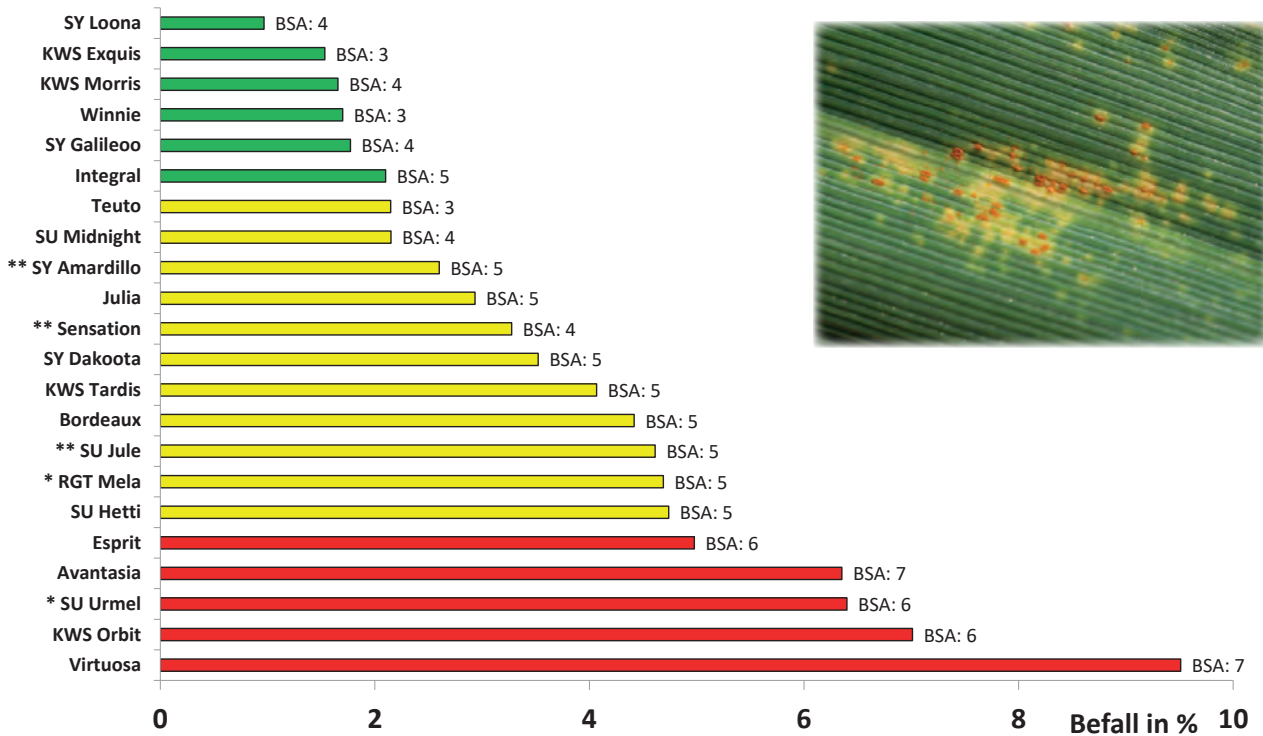 SY Loona BSA: 4
KWS Exquis BSA: 3
KWS Morris BSA: 4
Winnie BSA: 3
SY Galileoo BSA: 4
Integral BSA: 5
Teuto BSA: 3
SU Midnight BSA: 4
** SY Amardillo BSA: 5
Julia BSA: 5
** Sensation BSA: 4
SY Dakoota BSA: 5
KWS Tardis BSA: 5
Bordeaux BSA: 5
** SU Jule BSA: 5
* RGT Mela BSA: 5
SU Hetti BSA: 5
Esprit BSA: 6
Avantasia BSA: 7
* SU Urmel BSA: 6
KWS Orbit BSA: 6
Virtuosa BSA: 7
0 2 4 6 8 Befall in % 10